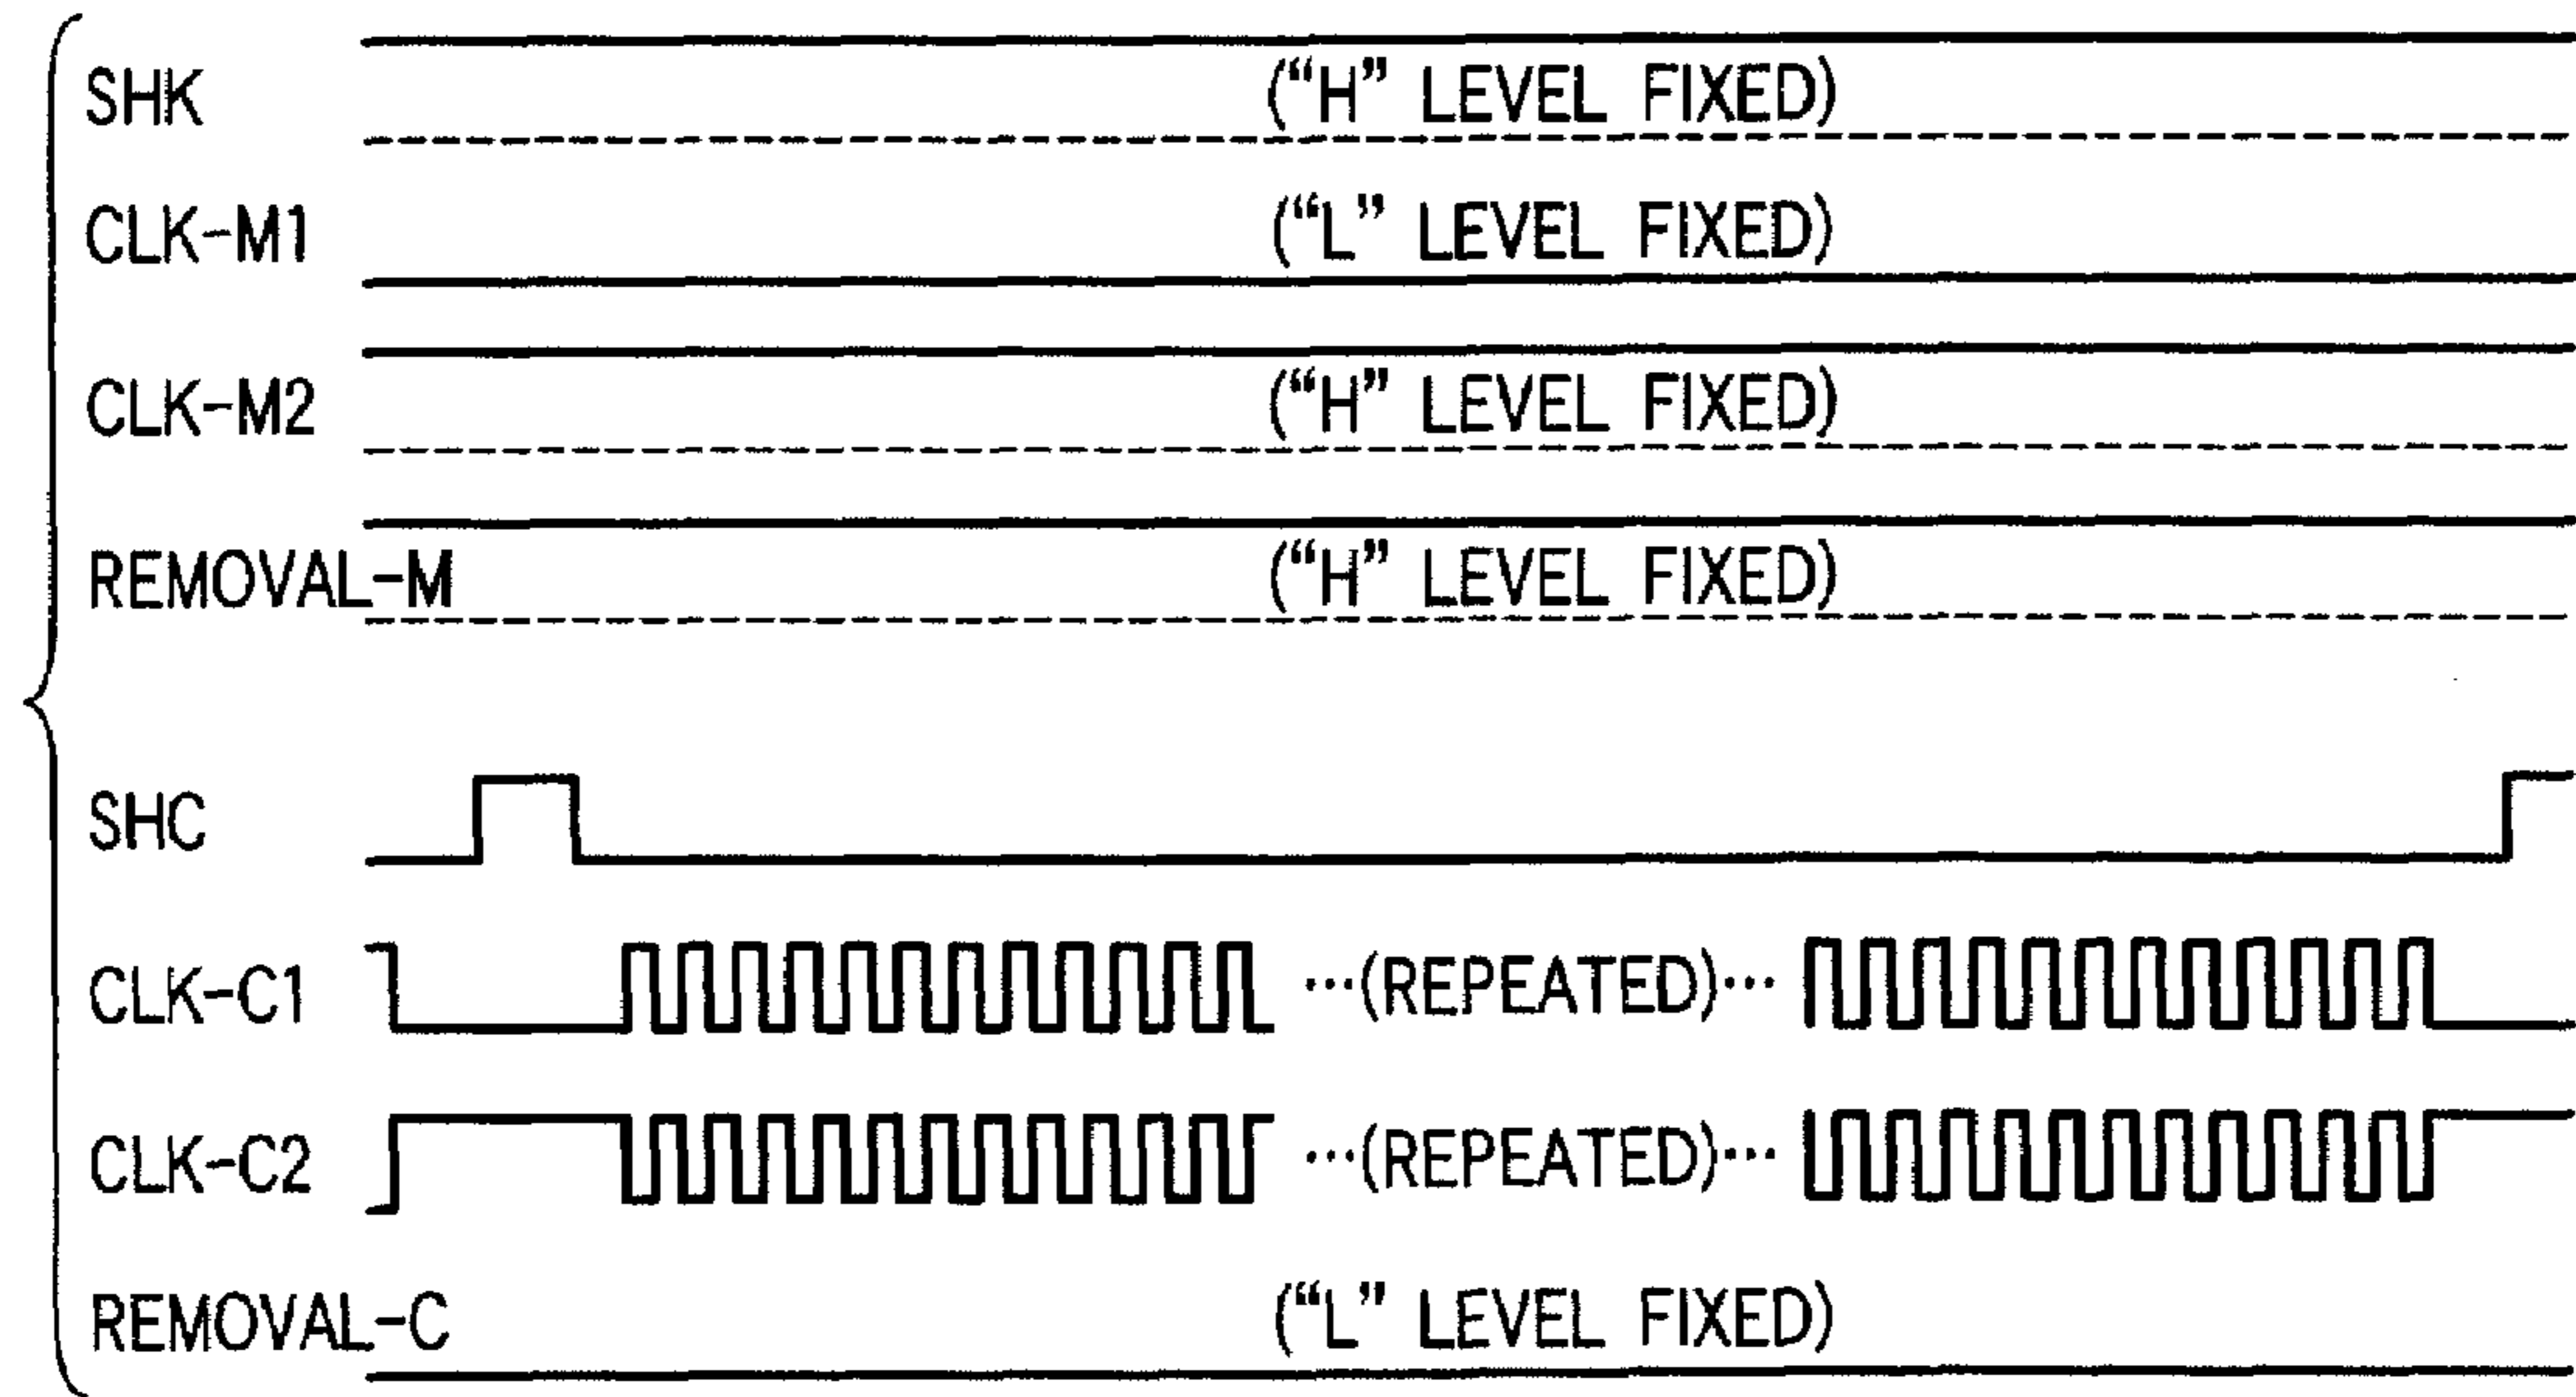 SHK
(“H” LEVEL FIXED)
CLK-M1
(“L” LEVEL FIXED)
CLK-M2
(“H” LEVEL FIXED)
REMOVAL-M
(“H” LEVEL FIXED)
SHC
CLK-C1
···(REPEATED)···
CLK-C2
···(REPEATED)···
REMOVAL-C
(“L” LEVEL FIXED)